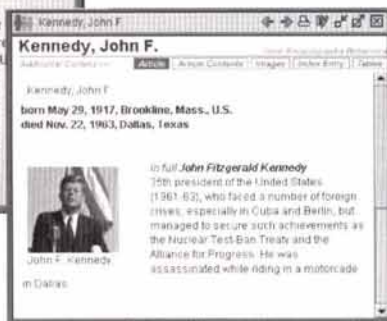 Kennedy, John F.
Kennedy, John F.
Article Article Contents Images Index Entry Tables
Kennedy, John F.
born May 29, 1917, Brookline, Mass., U.S.
died Nov. 22, 1963, Dallas, Texas
in full John Fitzgerald Kennedy
35th president of the United States
(1961-63), who faced a number of foreign
crises, especially in Cuba and Berlin, but
managed to secure such achievements as
the Nuclear Test-Ban Treaty and the
Alliance for Progress. He was
assassinated while riding in a motorcade
in Dallas.
John F. Kennedy